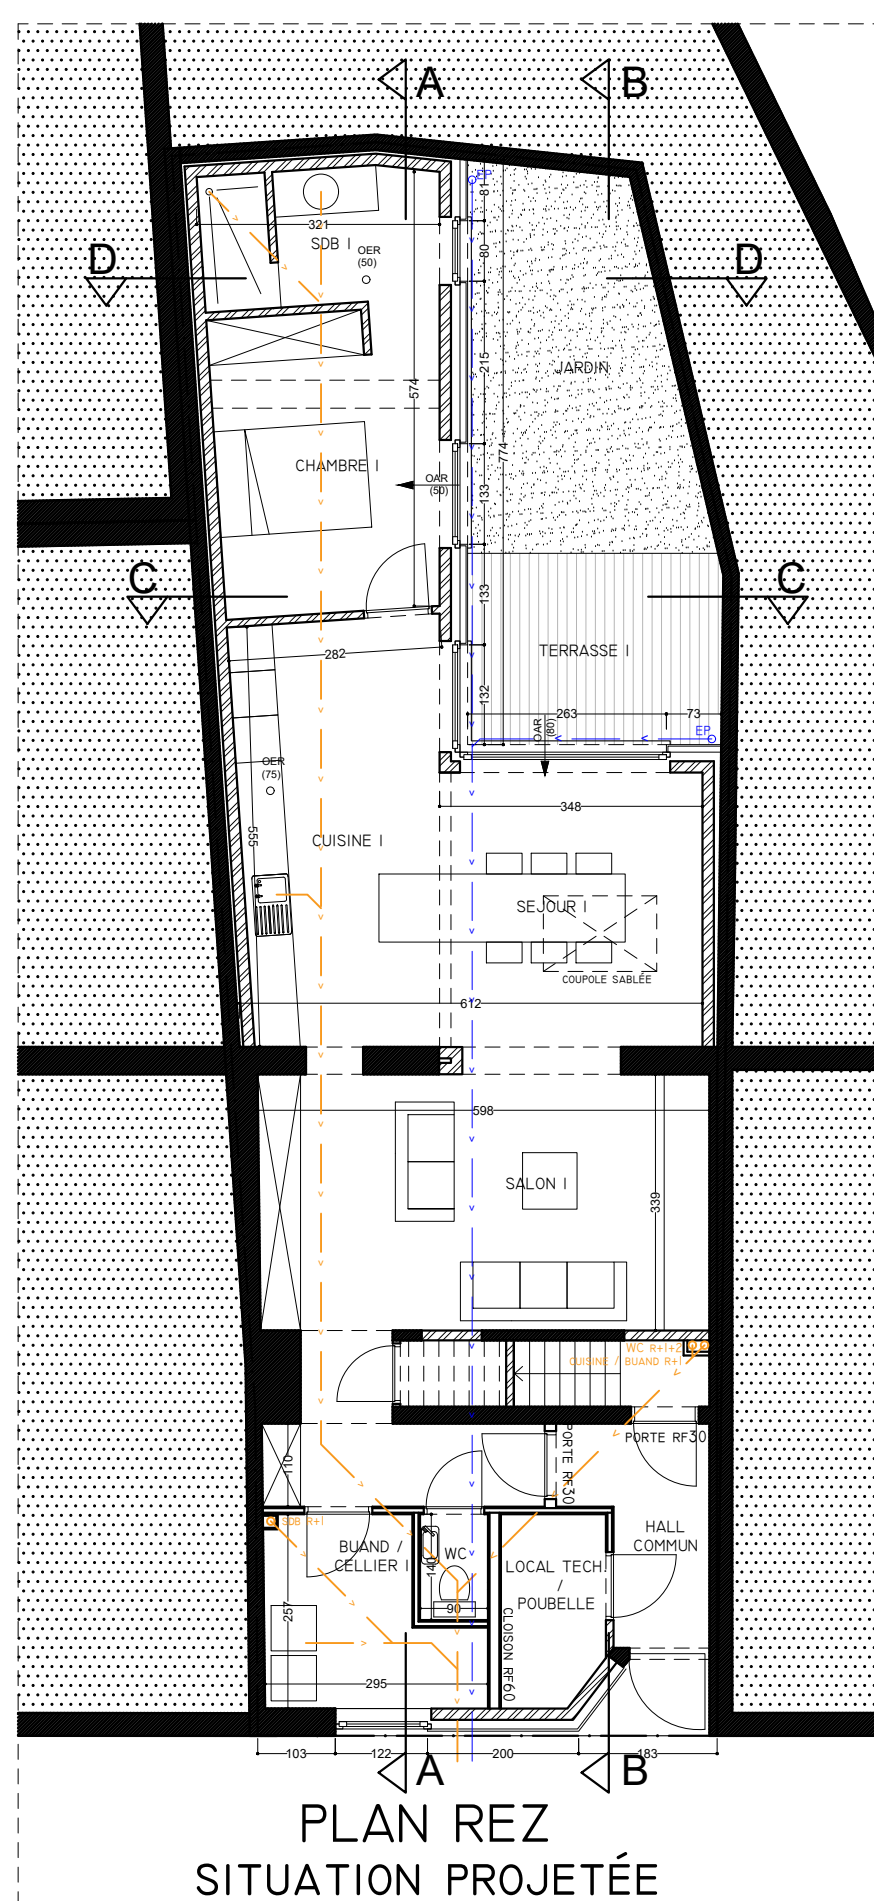 A
B
EP
81
321
SDB I
OER
(50)
80
D
D
215
JARDIN
574
774
CHAMBRE I
OAR
(50)
133
C
C
133
TERRASSE I
282
132
263
73
EP
OAR
(80)
OER
(75)
348
555
CUISINE I
SEJOUR I
COUPOLE SABLÉE
612
598
SALON I
339
WC R+1+2
CUISINE / BUAND R+1
PORTE RF30
PORTE RF30
110
SDB R+1
HALL
COMMUN
BUAND /
CELLIER I
WC
140
LOCAL TECH
/
POUBELLE
90
257
CLOISON RF60
295
103
122
200
183
A
B
PLAN REZ
SITUATION PROJETÉE